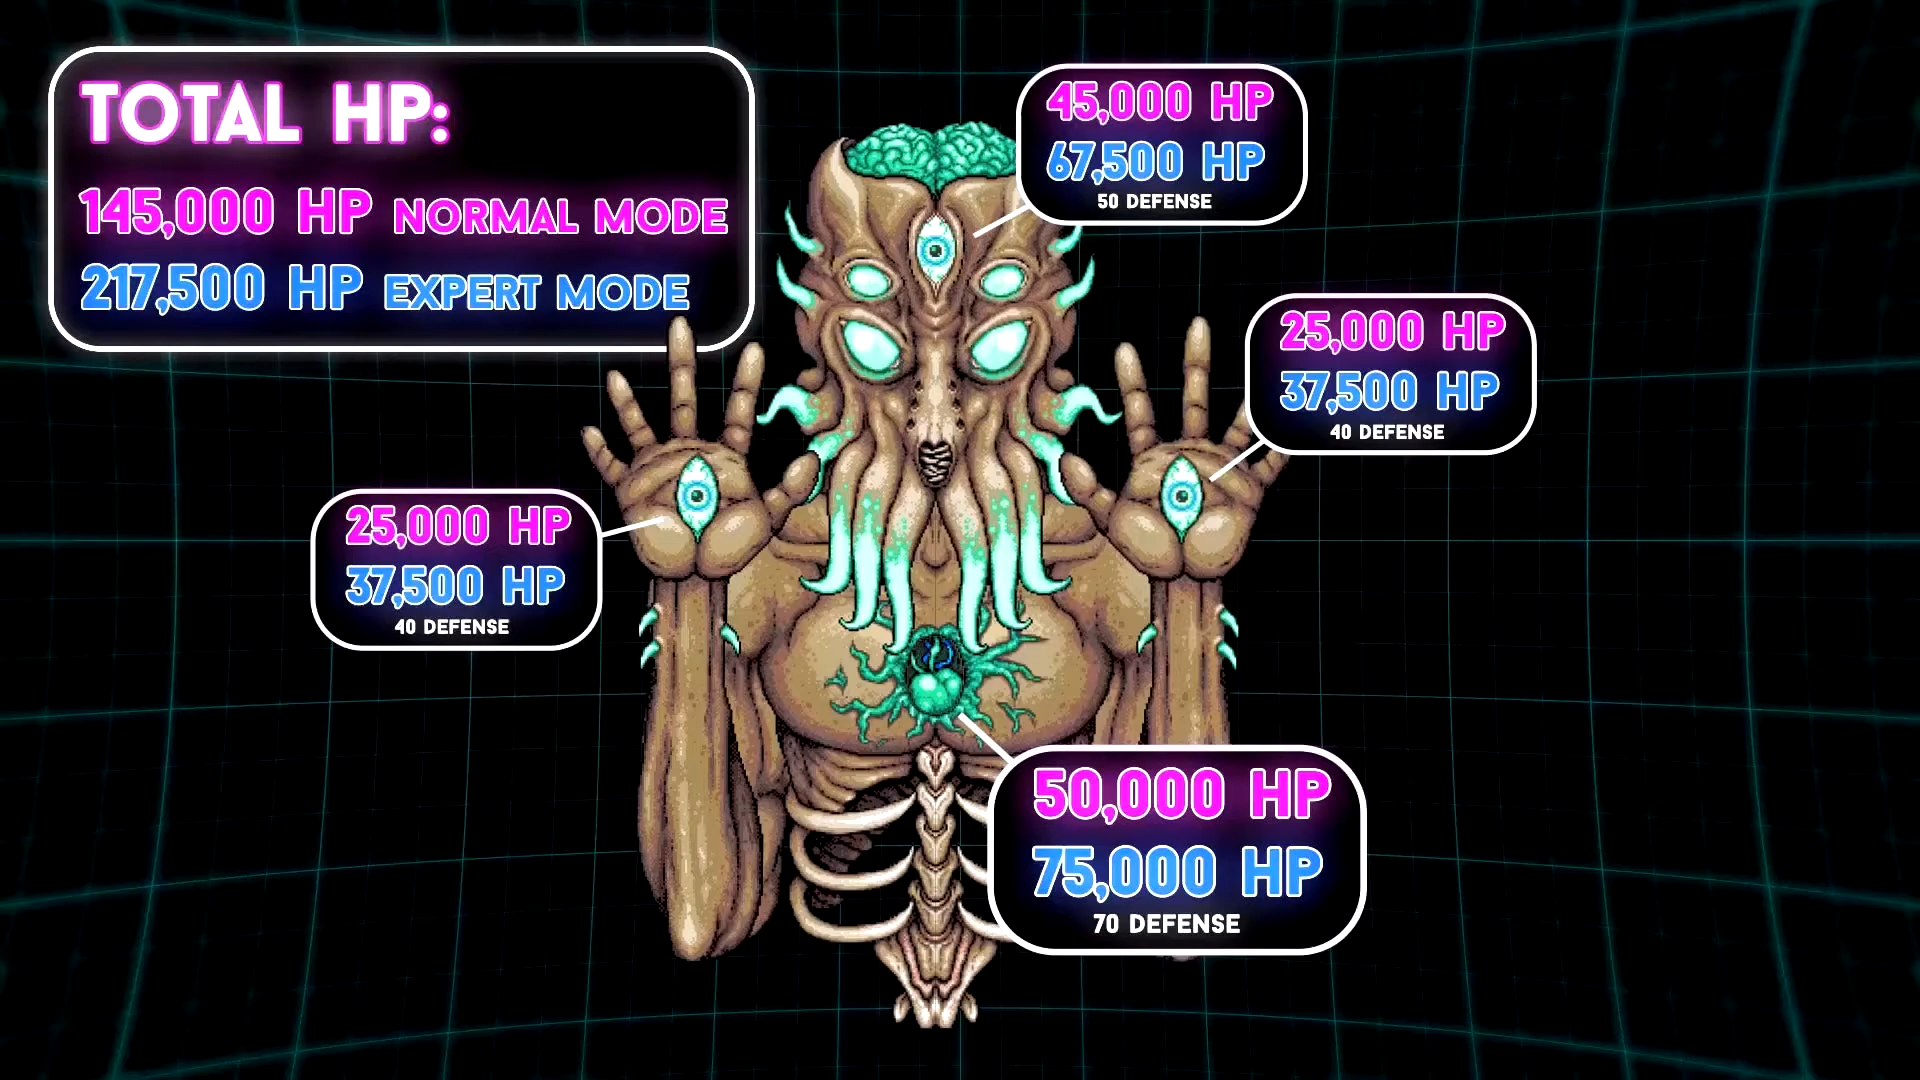 TOTAL HP:
145,000 HP NORMAL MODE
217,500 HP EXPERT MODE
45,000 HP
67,500 HP
50 DEFENSE
25,000 HP
37,500 HP
40 DEFENSE
25,000 HP
37,500 HP
40 DEFENSE
50,000 HP
75,000 HP
70 DEFENSE